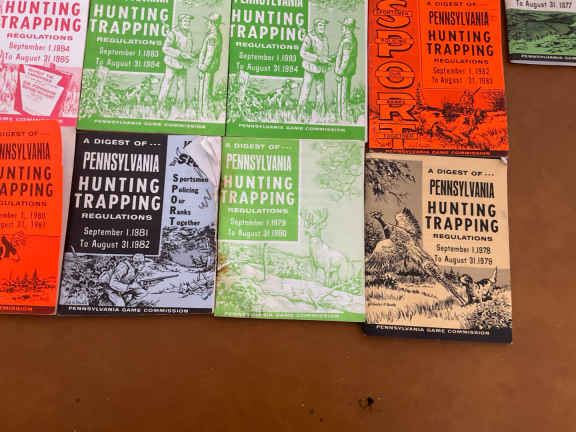 HUNTING
TRAPPING
REGULATIONS
September 1, 1984
To August 31, 1985
PENNSYLVANIA
HUNTING
TRAPPING
REGULATIONS
September 1, 1983
To August 31, 1984
PENNSYLVANIA GAME COMMISSION
PENNSYLVANIA
HUNTING
TRAPPING
REGULATIONS
September 1, 1983
To August 31, 1984
PENNSYLVANIA GAME COMMISSION
SPORT
TOGETHER
A DIGEST OF •••
PENNSYLVANIA
HUNTING
TRAPPING
REGULATIONS
September 1, 1982
To August 31, 1983
PENNSYLVANIA GAME COMMISSION
To August 31, 1977
A DIGEST OF •••
PENNSYLVANIA
HUNTING
TRAPPING
REGULATIONS
September 1, 1980
August 31, 1981
A DIGEST OF •••
PENNSYLVANIA
HUNTING
TRAPPING
REGULATIONS
September 1, 1981
To August 31, 1982
Sportsmen
Policing
Our
Ranks
Together
PENNSYLVANIA GAME COMMISSION
A DIGEST OF •••
PENNSYLVANIA
HUNTING
TRAPPING
REGULATIONS
September 1, 1979
To August 31, 1980
PENNSYLVANIA GAME COMMISSION
A DIGEST OF •••
PENNSYLVANIA
HUNTING
TRAPPING
REGULATIONS
September 1, 1978
To August 31, 1979
PENNSYLVANIA GAME COMMISSION